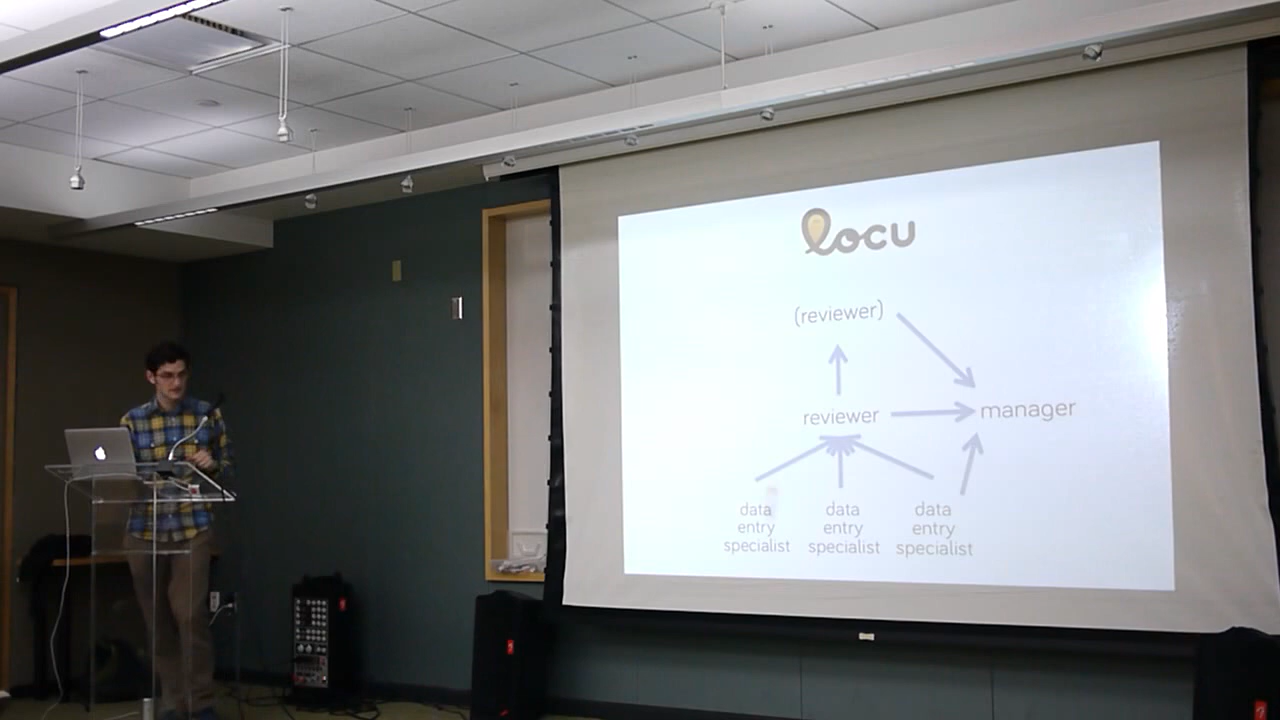 locu
(reviewer)
reviewer
manager
data
entry
specialist
data
entry
specialist
data
entry
specialist